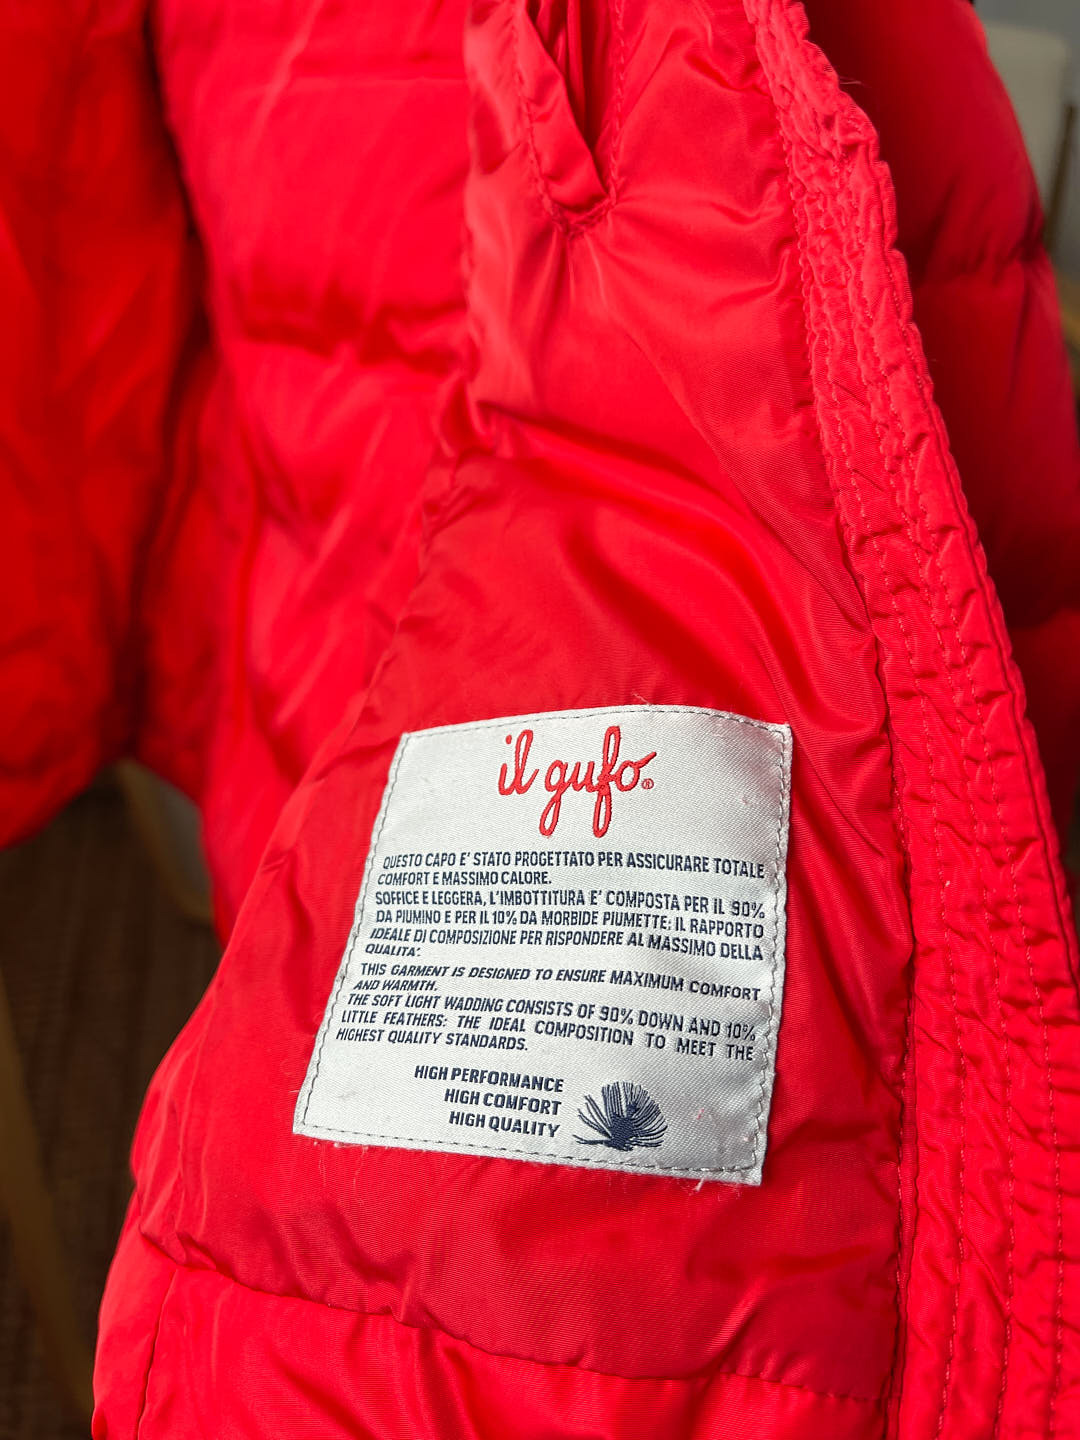 il gufo®
QUESTO CAPO E' STATO PROGETTATO PER ASSICURARE TOTALE
COMFORT E MASSIMO CALORE.
SOFFICE E LEGGERA, L'IMBOTTITURA E' COMPOSTA PER IL 90%
DA PIUMINO E PER IL 10% DA MORBIDE PIUMETTE: IL RAPPORTO
IDEALE DI COMPOSIZIONE PER RISPONDERE AL MASSIMO DELLA
QUALITA'.
THIS GARMENT IS DESIGNED TO ENSURE MAXIMUM COMFORT
AND WARMTH.
THE SOFT LIGHT WADDING CONSISTS OF 90% DOWN AND 10%
LITTLE FEATHERS: THE IDEAL COMPOSITION TO MEET THE
HIGHEST QUALITY STANDARDS.
HIGH PERFORMANCE
HIGH COMFORT
HIGH QUALITY